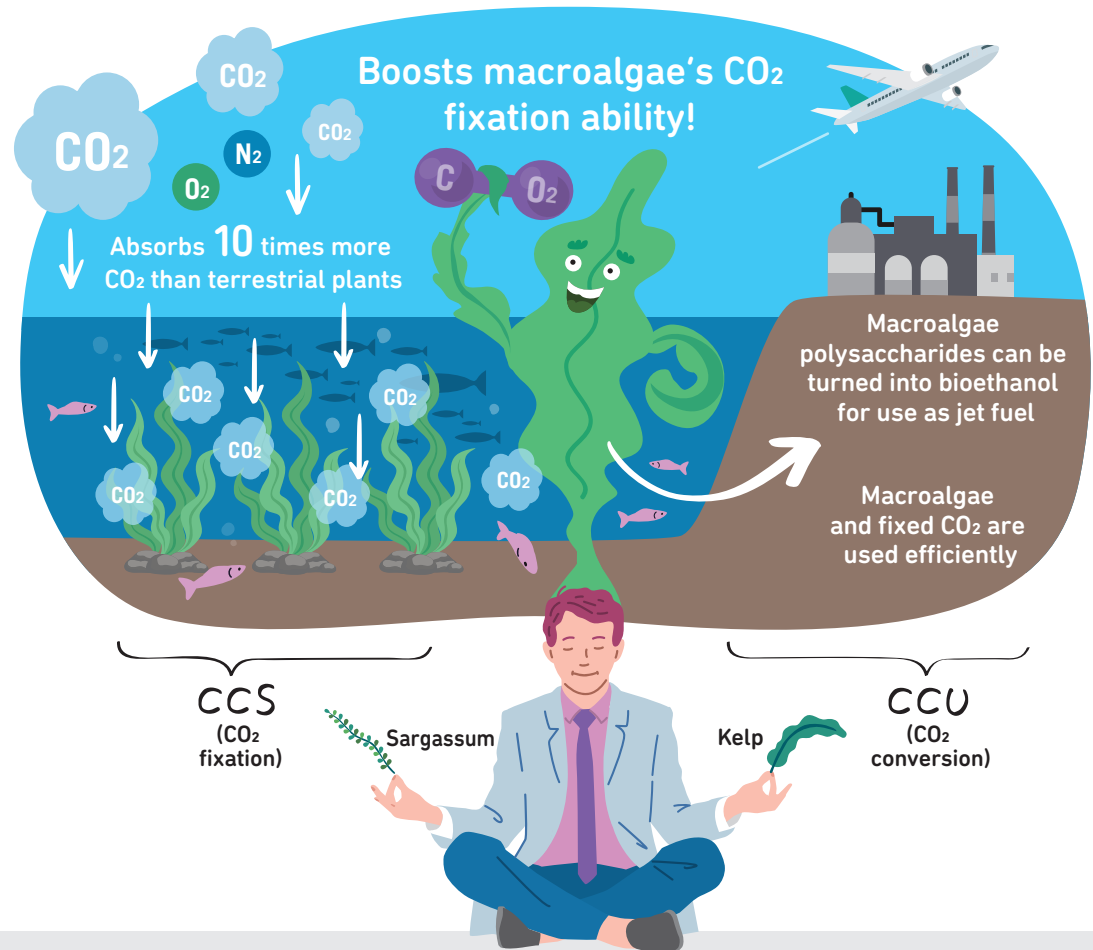 Boosts macroalgae‘s CO₂
fixation ability!
CO₂
CO₂
CO₂
N₂
O₂
C
O₂
Absorbs 10 times more
CO₂ than terrestrial plants
CO₂
CO₂
CO₂
CO₂
CO₂
CO₂
Macroalgae
polysaccharides can be
turned into bioethanol
for use as jet fuel
Macroalgae
and fixed CO₂ are
used efficiently
CCS
(CO₂
fixation)
Sargassum
Kelp
CCU
(CO₂
conversion)